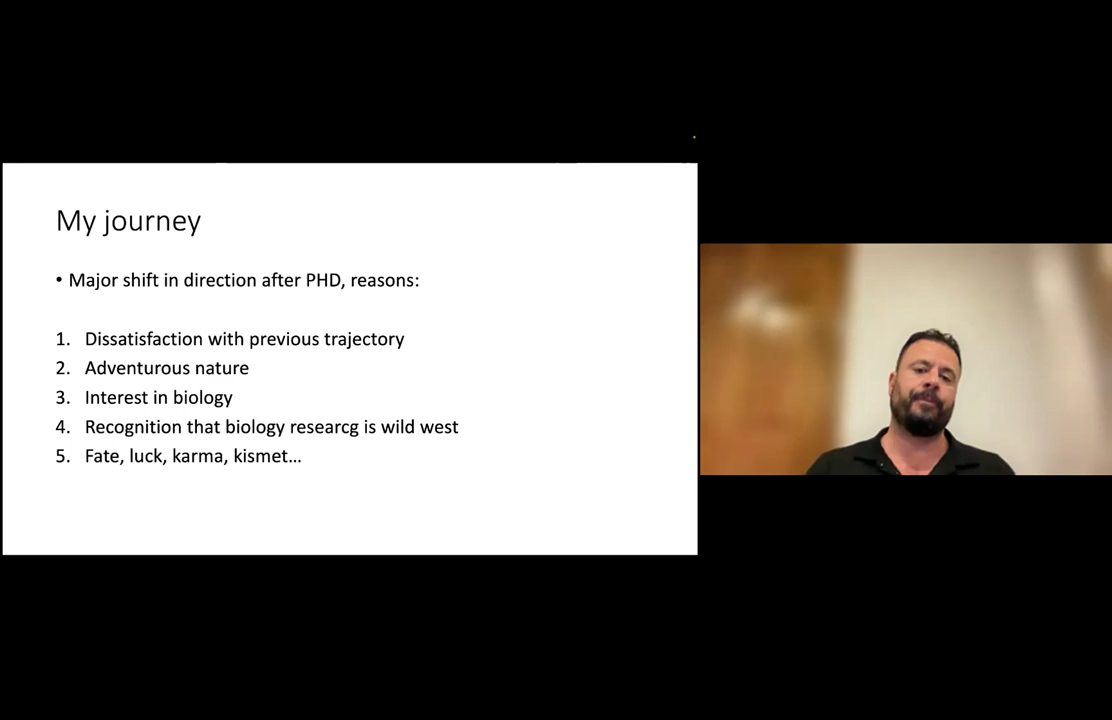 My journey
• Major shift in direction after PHD, reasons:
1. Dissatisfaction with previous trajectory
2. Adventurous nature
3. Interest in biology
4. Recognition that biology researcg is wild west
5. Fate, luck, karma, kismet…